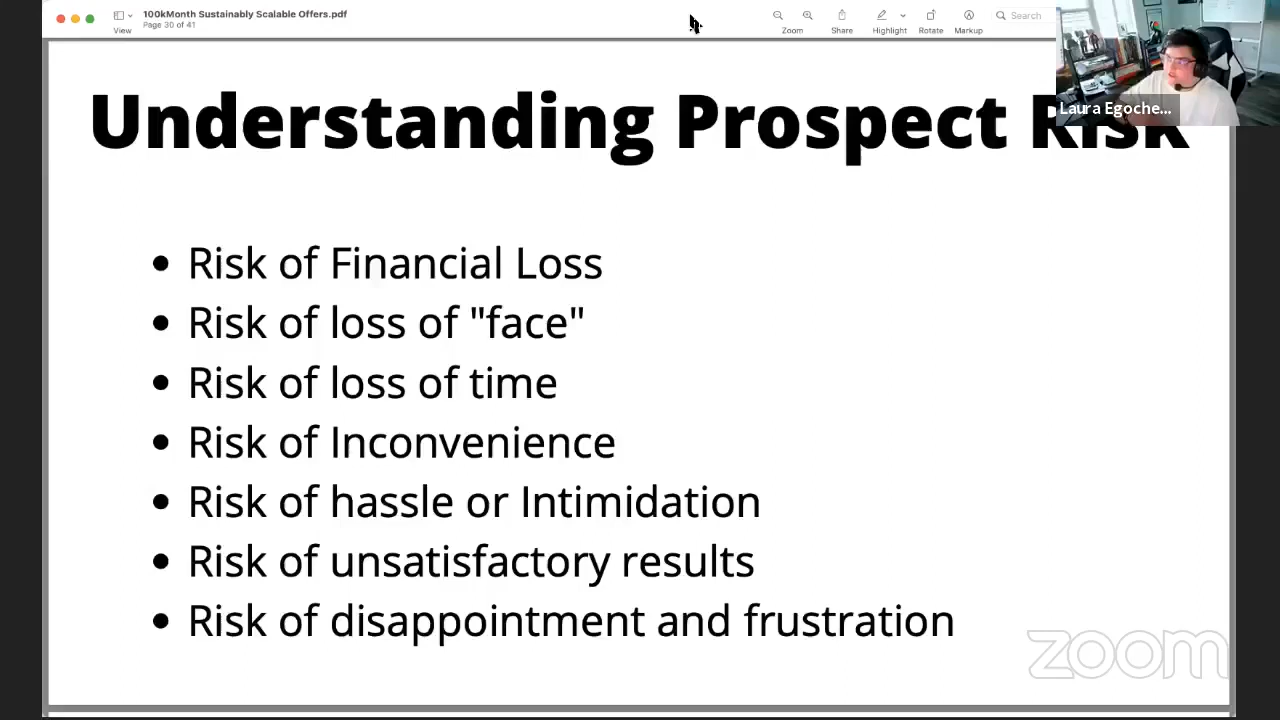 100kMonth Sustainably Scalable Offers.pdf
Page 30 of 41
View
Zoom
Share
Highlight
Rotate
Markup
Search
Laura Egoche...
Understanding Prospect Risk
• Risk of Financial Loss
• Risk of loss of "face"
• Risk of loss of time
• Risk of Inconvenience
• Risk of hassle or Intimidation
• Risk of unsatisfactory results
• Risk of disappointment and frustration
zoom